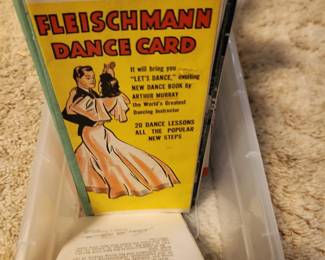 FLEISCHMANN
DANCE CARD
It will bring you
"LET'S DANCE," exciting
NEW DANCE BOOK by
ARTHUR MURRAY
the World's Greatest
Dancing Instructor
20 DANCE LESSONS
ALL THE POPULAR
NEW STEPS